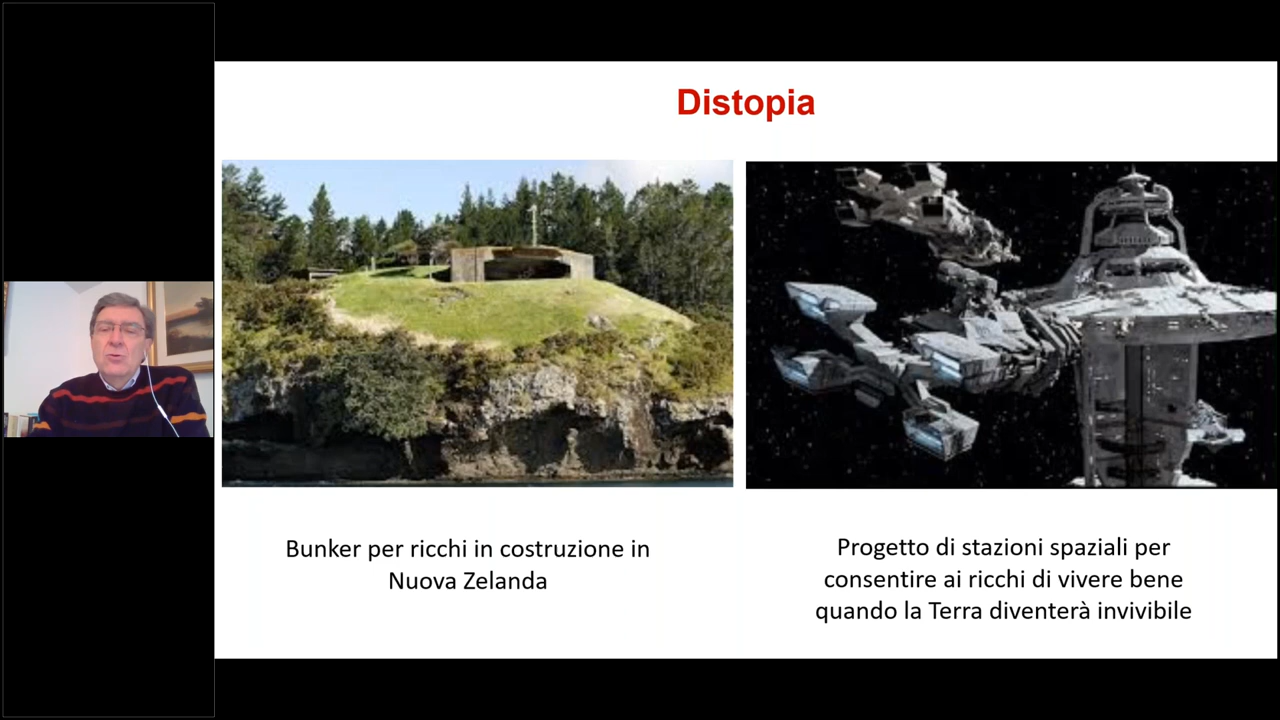 Distopia
Bunker per ricchi in costruzione in
Nuova Zelanda
Progetto di stazioni spaziali per
consentire ai ricchi di vivere bene
quando la Terra diventerà invivibile